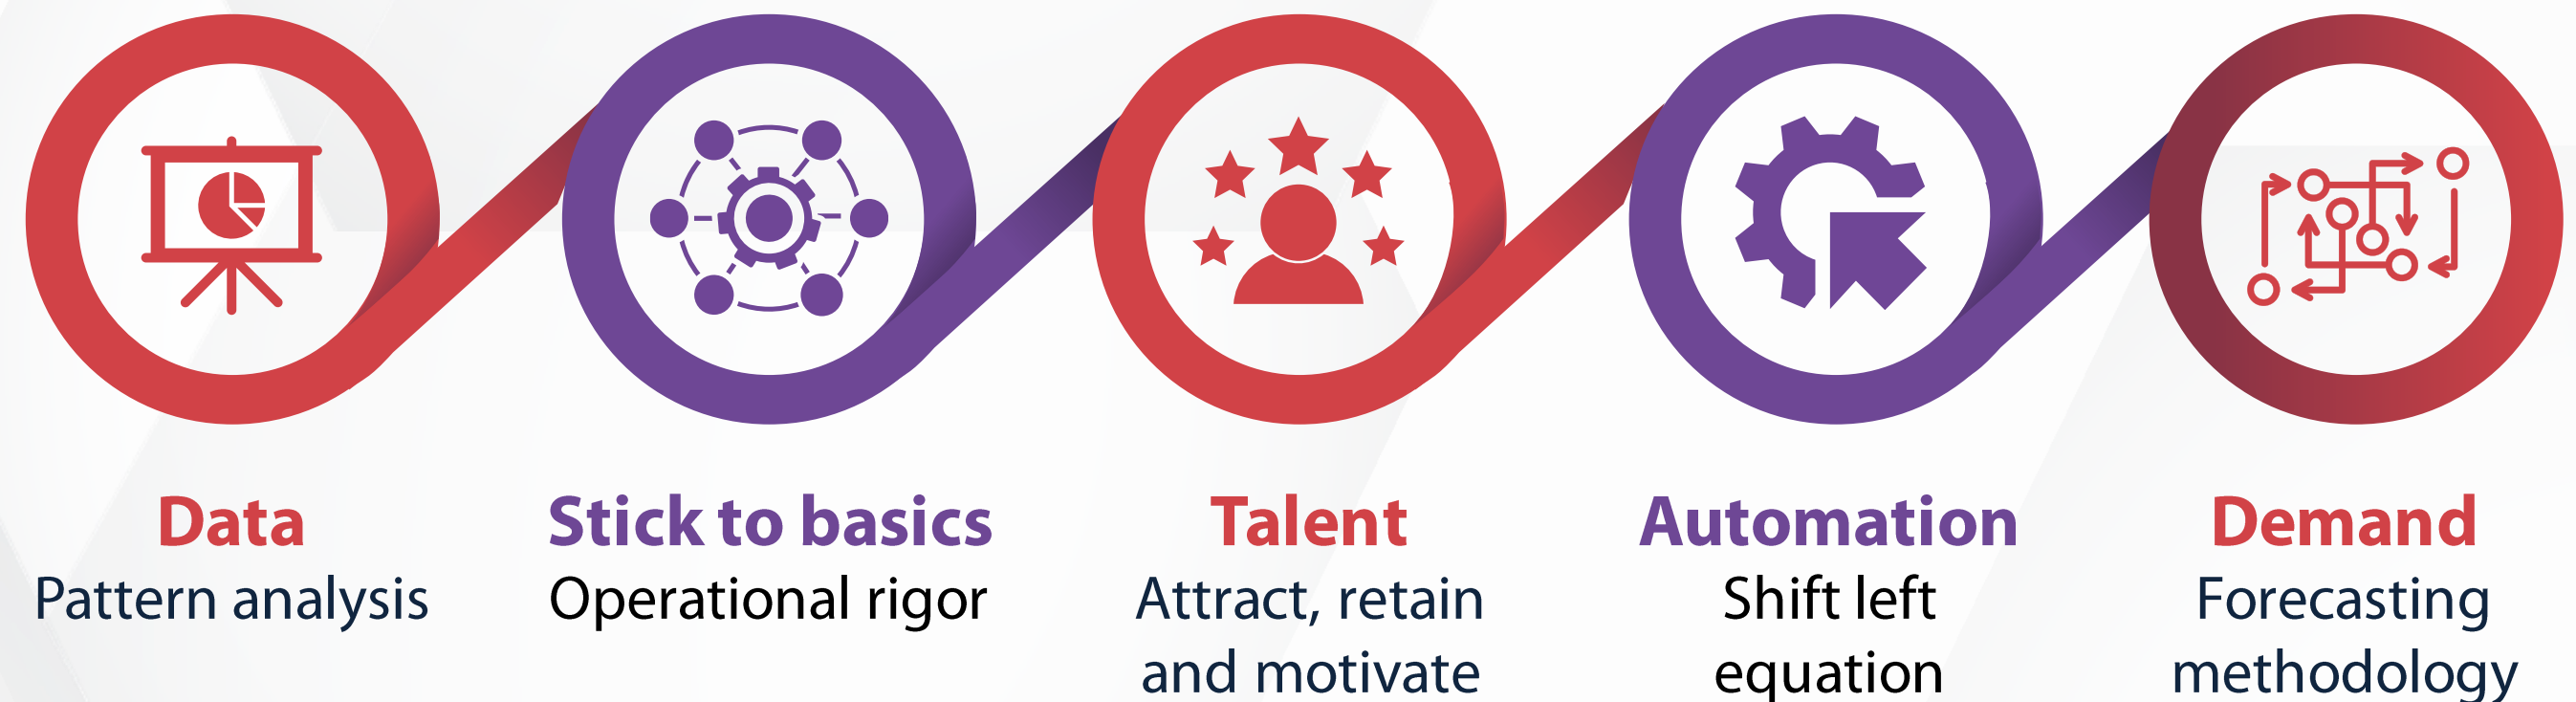 Data
Pattern analysis
Stick to basics
Operational rigor
Talent
Attract, retain
and motivate
Automation
Shift left
equation
Demand
Forecasting
methodology